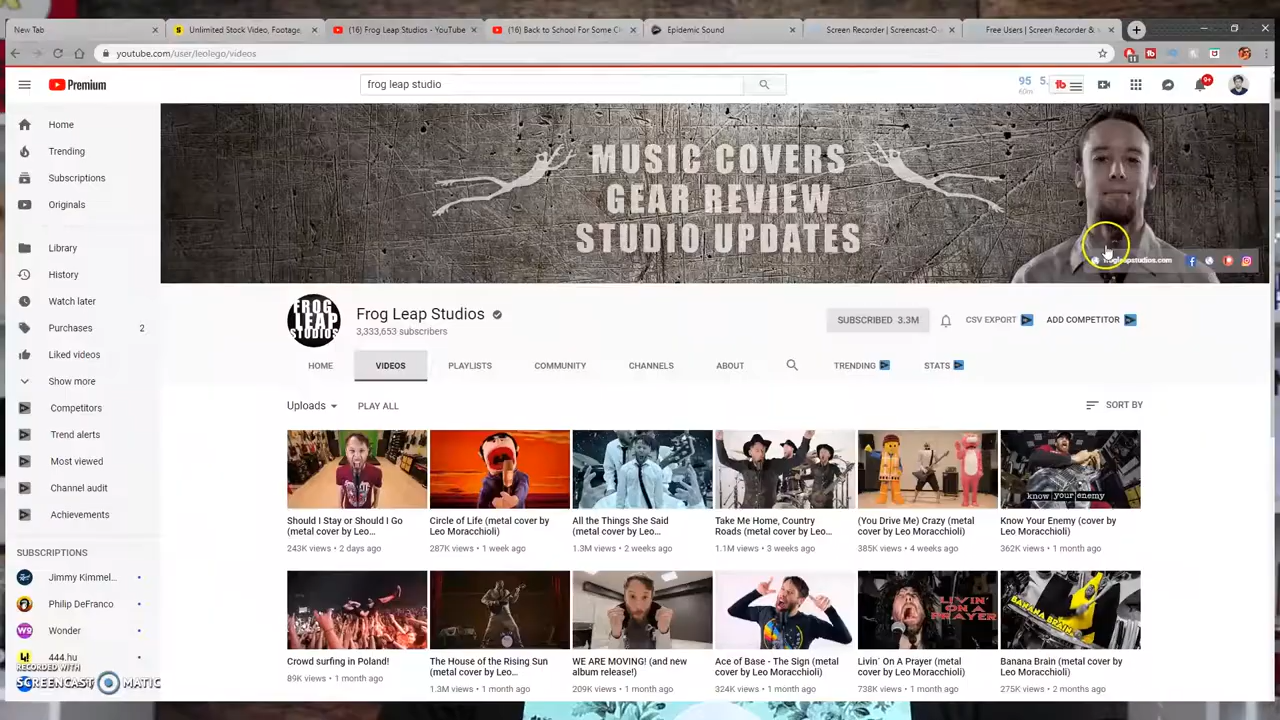 New Tab
Unlimited Stock Video, Footage,
(16) Frog Leap Studios - YouTube
(16) Back to School For Some Ch
Epidemic Sound
Screen Recorder | Screencast-O-
Free Users | Screen Recorder &
youtube.com/user/leolego/videos
11
Premium
frog leap studio
95
60m
5.
tb
9+
Home
Trending
Subscriptions
Originals
Library
History
Watch later
Purchases 2
Liked videos
Show more
Competitors
Trend alerts
Most viewed
Channel audit
Achievements
SUBSCRIPTIONS
Jimmy Kimmel...
Philip DeFranco
Wonder
444.hu
RECORDED WITH
SCREENCAST MATIC
MUSIC COVERS
GEAR REVIEW
STUDIO UPDATES
frogleapstudios.com
FROG
LEAP
STUDIOS
Frog Leap Studios
3,333,653 subscribers
SUBSCRIBED 3.3M
CSV EXPORT
ADD COMPETITOR
HOME
VIDEOS
PLAYLISTS
COMMUNITY
CHANNELS
ABOUT
TRENDING
STATS
Uploads
PLAY ALL
SORT BY
know your enemy
Should I Stay or Should I Go
(metal cover by Leo...
243K views • 2 days ago
Circle of Life (metal cover by
Leo Moracchioli)
287K views • 1 week ago
All the Things She Said
(metal cover by Leo Moracchioli)
1.3M views • 2 weeks ago
Take Me Home, Country
Roads (metal cover by Leo...
1.1M views • 3 weeks ago
(You Drive Me) Crazy (metal
cover by Leo Moracchioli)
385K views • 4 weeks ago
Know Your Enemy (cover by
Leo Moracchioli)
362K views • 1 month ago
LIVIN'
ON A
PRAYER
BANANA BRAIN
Crowd surfing in Poland!
89K views • 1 month ago
The House of the Rising Sun
(metal cover by Leo...
1.3M views • 1 month ago
WE ARE MOVING! (and new
album release!)
209K views • 1 month ago
Ace of Base - The Sign (metal
cover by Leo Moracchioli)
324K views • 1 month ago
Livin´ On A Prayer (metal
cover by Leo Moracchioli)
738K views • 1 month ago
Banana Brain (metal cover by
Leo Moracchioli)
275K views • 2 months ago